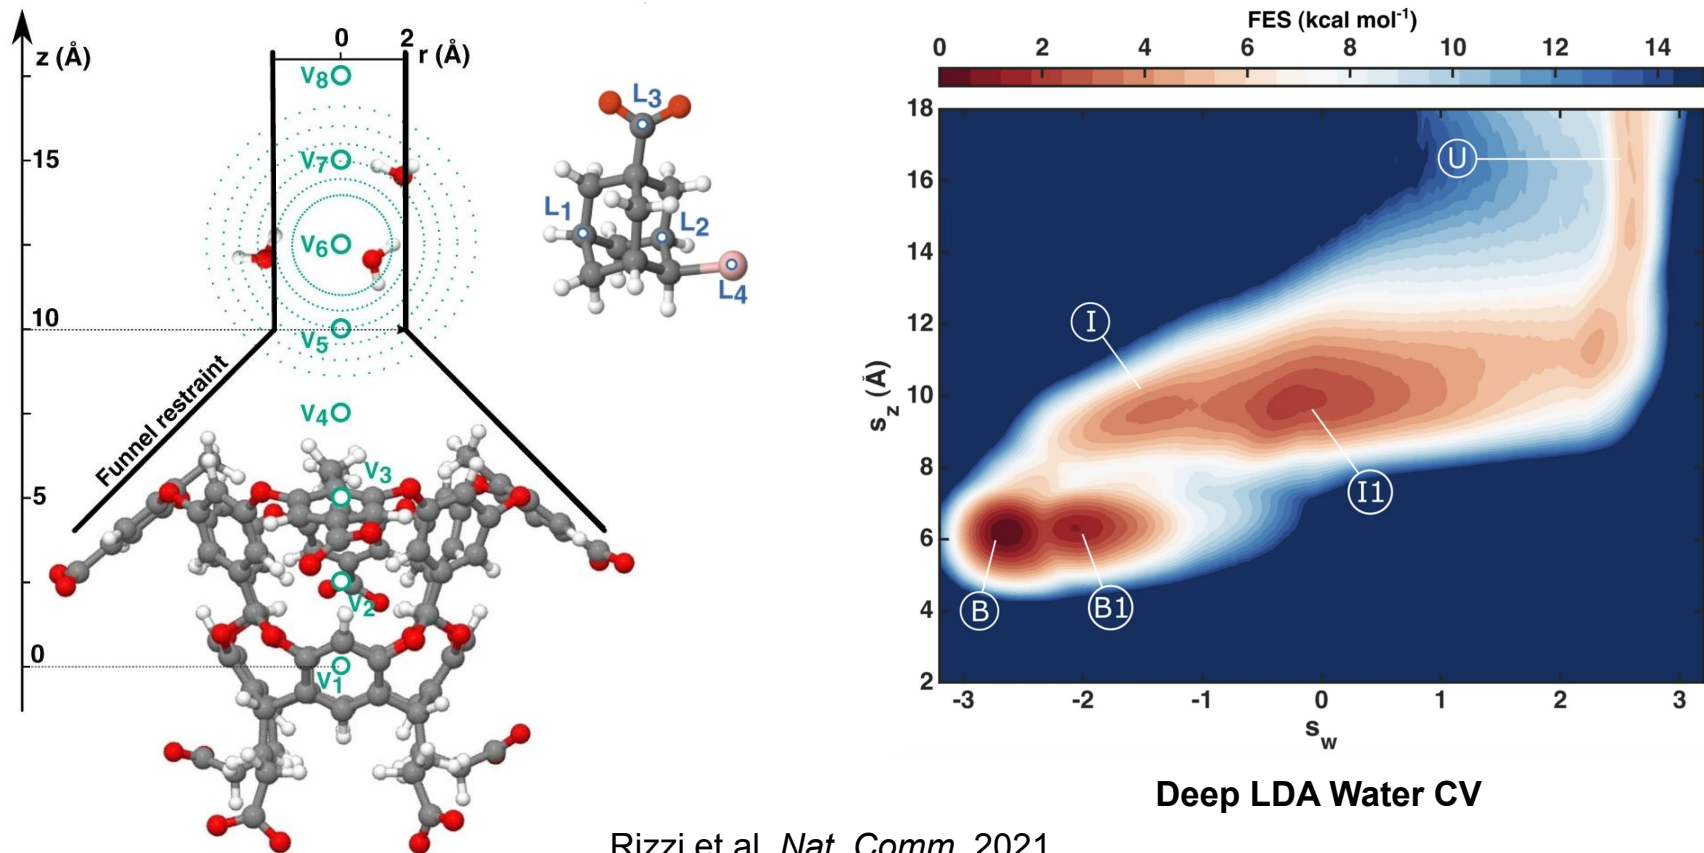 z (Å)
0
2
r (Å)
V8
15
V7
V6
10
V5
Funnel restraint
V4
V3
5
V2
0
V1
L3
L1
L2
L4
FES (kcal mol⁻¹)
0 2 4 6 8 10 12 14
18
16
14
12
10
8
6
4
2
U
I
I1
B
B1
s_z (Å)
-3 -2 -1 0 1 2 3
s_w
Deep LDA Water CV
Rizzi et al. Nat. Comm. 2021